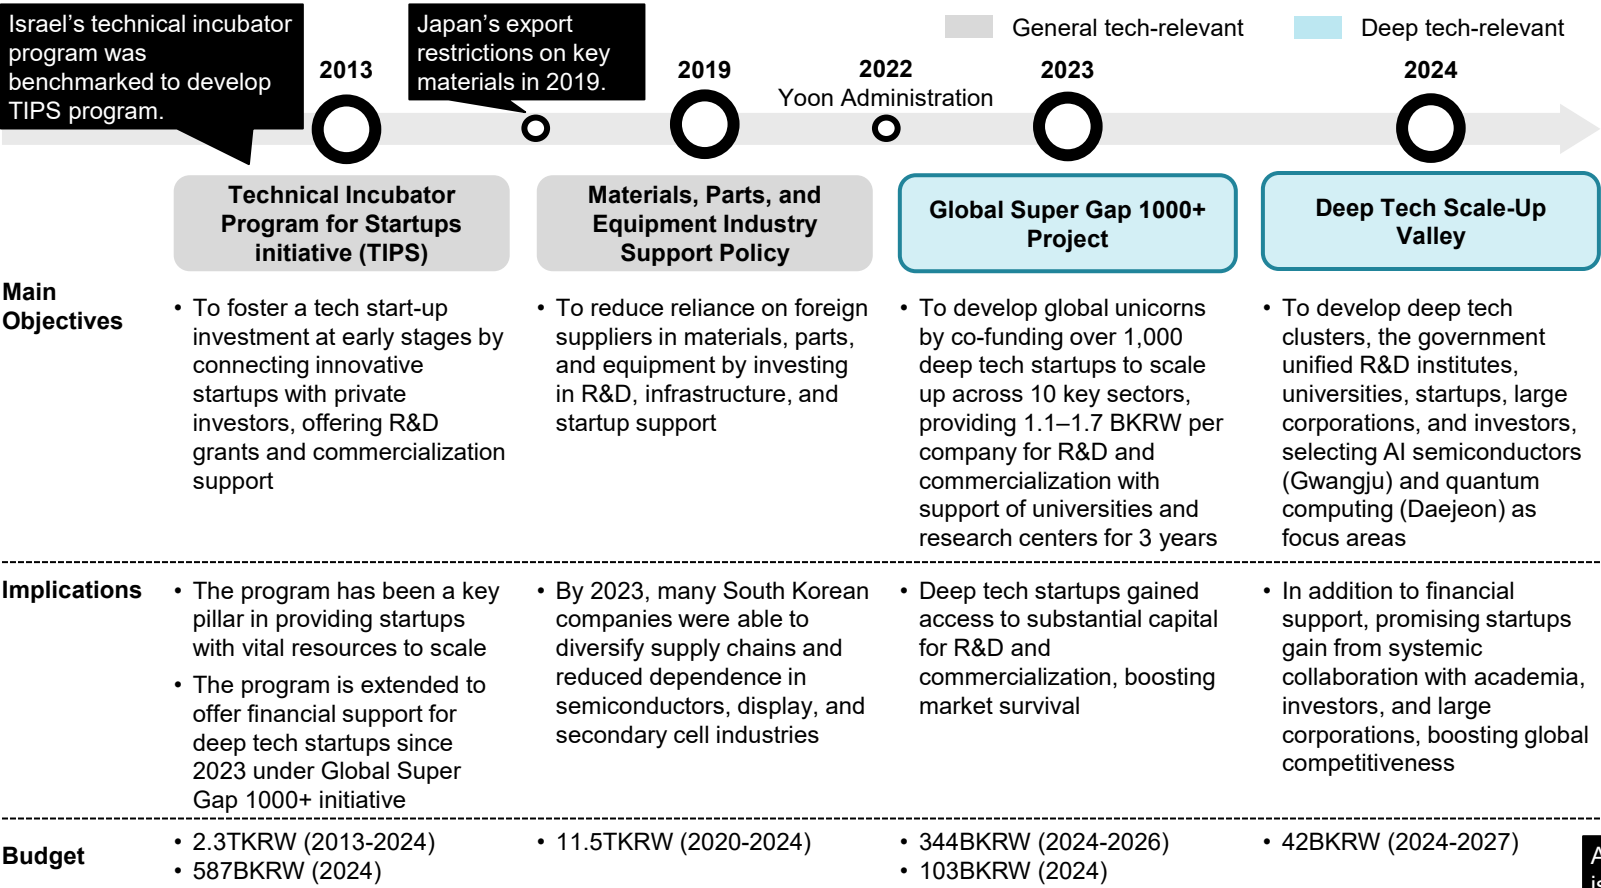 Israel’s technical incubator
program was
benchmarked to develop
TIPS program.
Japan’s export
restrictions on key
materials in 2019.
General tech-relevant
Deep tech-relevant
2013
2019
2022
Yoon Administration
2023
2024
Technical Incubator
Program for Startups
initiative (TIPS)
Materials, Parts, and
Equipment Industry
Support Policy
Global Super Gap 1000+
Project
Deep Tech Scale-Up
Valley
Main
Objectives
• To foster a tech start-up
investment at early stages by
connecting innovative
startups with private
investors, offering R&D
grants and commercialization
support
• To reduce reliance on foreign
suppliers in materials, parts,
and equipment by investing
in R&D, infrastructure, and
startup support
• To develop global unicorns
by co-funding over 1,000
deep tech startups to scale
up across 10 key sectors,
providing 1.1–1.7 BKRW per
company for R&D and
commercialization with
support of universities and
research centers for 3 years
• To develop deep tech
clusters, the government
unified R&D institutes,
universities, startups, large
corporations, and investors,
selecting AI semiconductors
(Gwangju) and quantum
computing (Daejeon) as
focus areas
Implications
• The program has been a key
pillar in providing startups
with vital resources to scale
• The program is extended to
offer financial support for
deep tech startups since
2023 under Global Super
Gap 1000+ initiative
• By 2023, many South Korean
companies were able to
diversify supply chains and
reduced dependence in
semiconductors, display, and
secondary cell industries
• Deep tech startups gained
access to substantial capital
for R&D and
commercialization, boosting
market survival
• In addition to financial
support, promising startups
gain from systemic
collaboration with academia,
investors, and large
corporations, boosting global
competitiveness
Budget
• 2.3TKRW (2013-2024)
• 587BKRW (2024)
• 11.5TKRW (2020-2024)
• 344BKRW (2024-2026)
• 103BKRW (2024)
• 42BKRW (2024-2027)